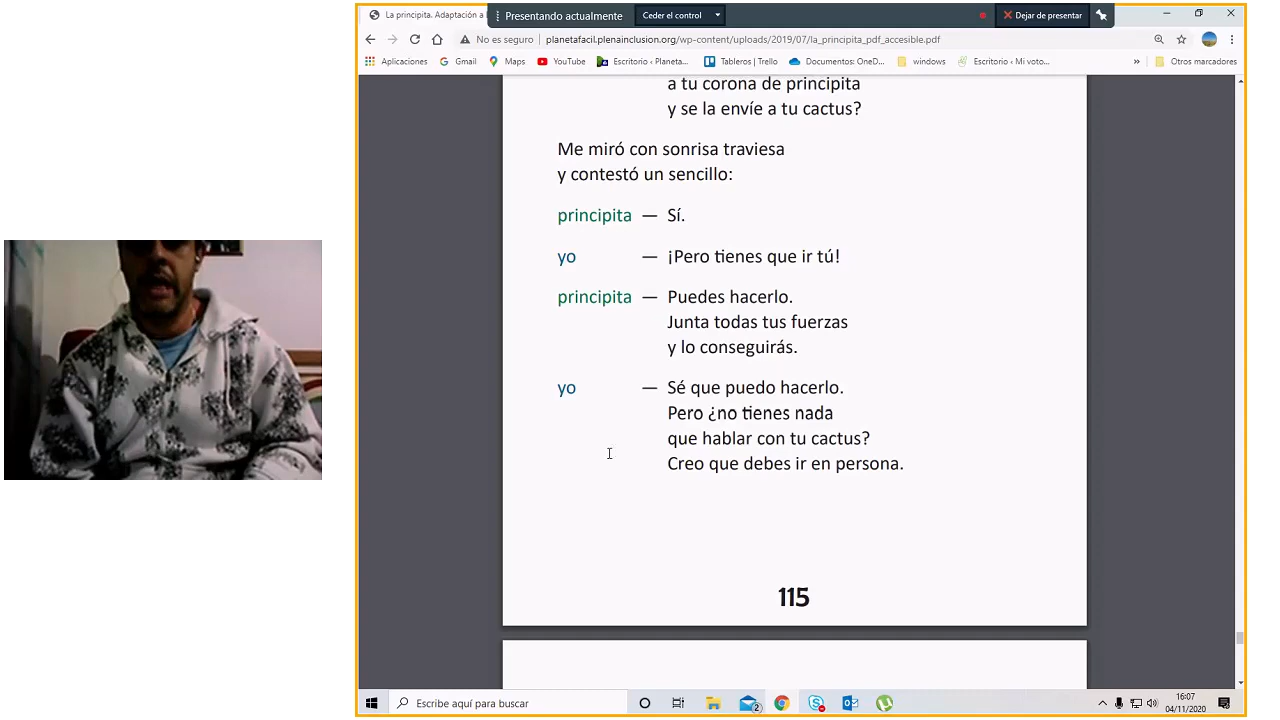 La principita. Adaptación a
Presentando actualmente
Ceder el control
Dejar de presentar
No es seguro
planetafacil.plenainclusion.org/wp-content/uploads/2019/07/la_principita_pdf_accesible.pdf
Aplicaciones
Gmail
Maps
YouTube
Escritorio ‹ Planeta...
Tableros | Trello
Documentos: OneD...
windows
Escritorio ‹ Mi voto...
»
Otros marcadores
a tu corona de principita
y se la envíe a tu cactus?
Me miró con sonrisa traviesa
y contestó un sencillo:
principita — Sí.
yo — ¡Pero tienes que ir tú!
principita — Puedes hacerlo.
Junta todas tus fuerzas
y lo conseguirás.
yo — Sé que puedo hacerlo.
Pero ¿no tienes nada
que hablar con tu cactus?
Creo que debes ir en persona.
115
Escribe aquí para buscar
2
16:07
04/11/2020